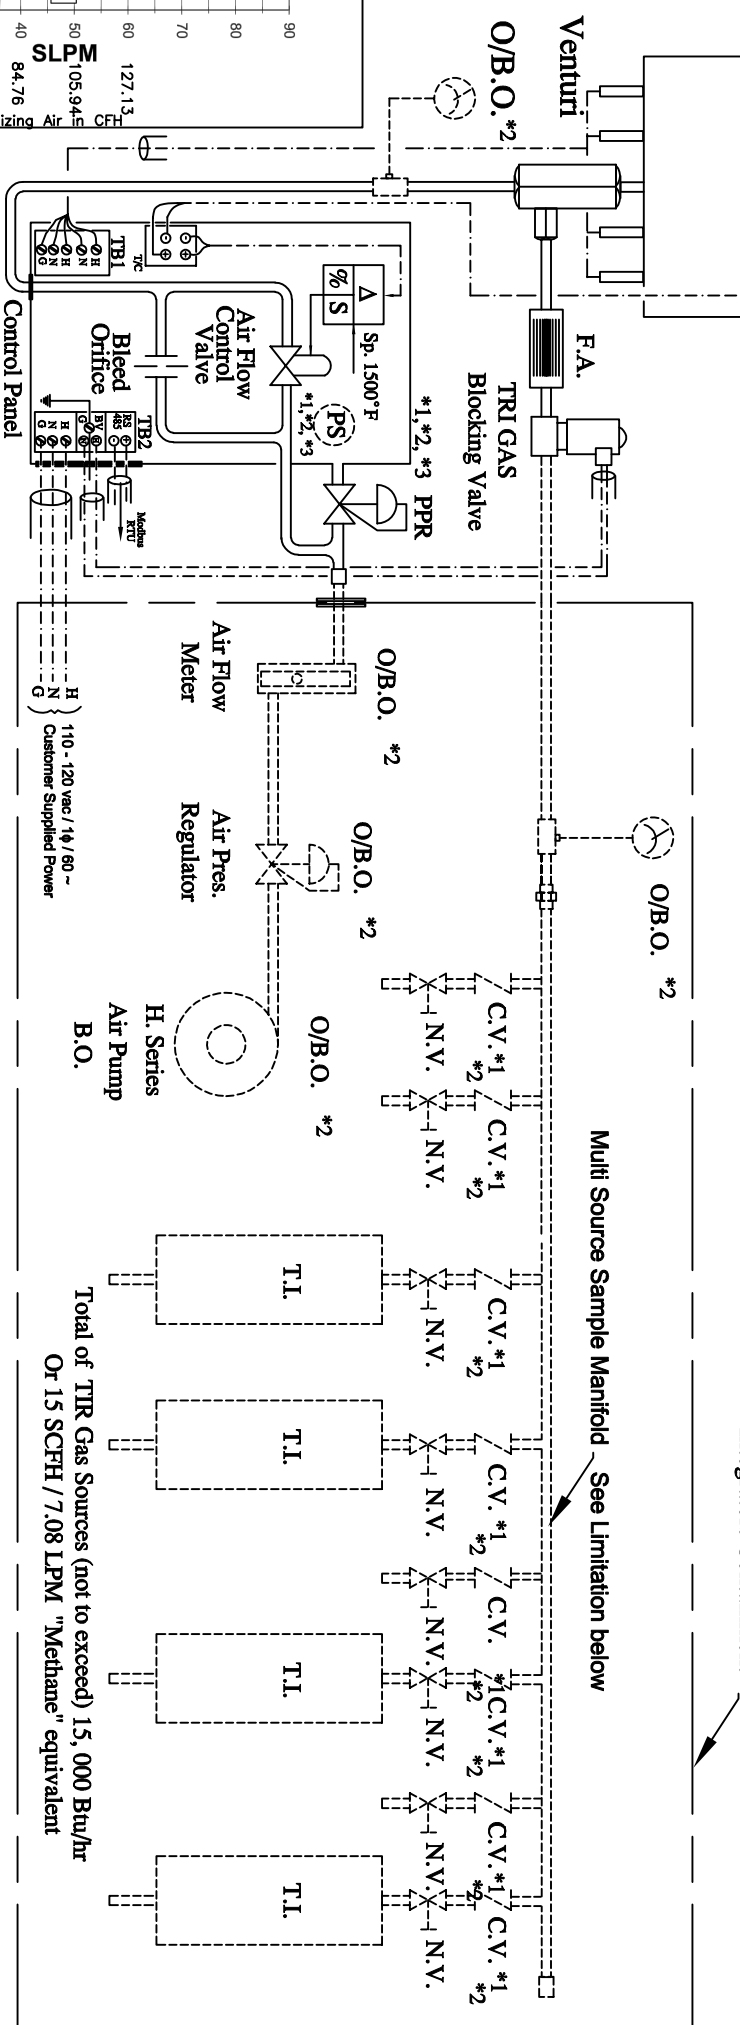 40
50
60
70
80
90
SLPM
84.76
105.94
127.13
izing Air in CFH
Venturi
O/B.O. *2
F.A.
TRI GAS
Blocking Valve
TB1
H
N
H
N
G
T/C
% S
Δ
Sp. 1500°F
Air Flow
Control
Valve
Bleed
Orifice
Control Panel
PS
*1,*2, *3
*1,*2, *3 PPR
TB2
RS
485
BV
G
H
N
G
Modbus
RTU
H
N
G
110 - 120 vac / 1ϕ / 60 ~
Customer Supplied Power
O/B.O. *2
Air Flow
Meter
O/B.O. *2
Air Pres.
Regulator
O/B.O. *2
H. Series
Air Pump
B.O.
O/B.O. *2
Multi Source Sample Manifold See Limitation below
C.V. *1
*2
N.V.
C.V. *1
*2
N.V.
C.V. *1
*2
N.V.
T.I.
C.V. *1
*2
N.V.
T.I.
C.V. *1
*2
N.V.
C.V. *1
*2
N.V.
T.I.
C.V. *1
*2
N.V.
C.V. *1
*2
N.V.
T.I.
Total of TIR Gas Sources (not to exceed) 15, 000 Btu/hr
Or 15 SCFH / 7.08 LPM "Methane" equivalent